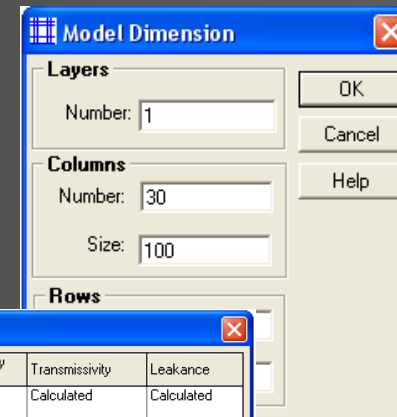 Model Dimension
Layers
OK
Number: 1
Cancel
Columns
Help
Number: 30
Size: 100
Rows
y Transmissivity Leakance
Calculated Calculated